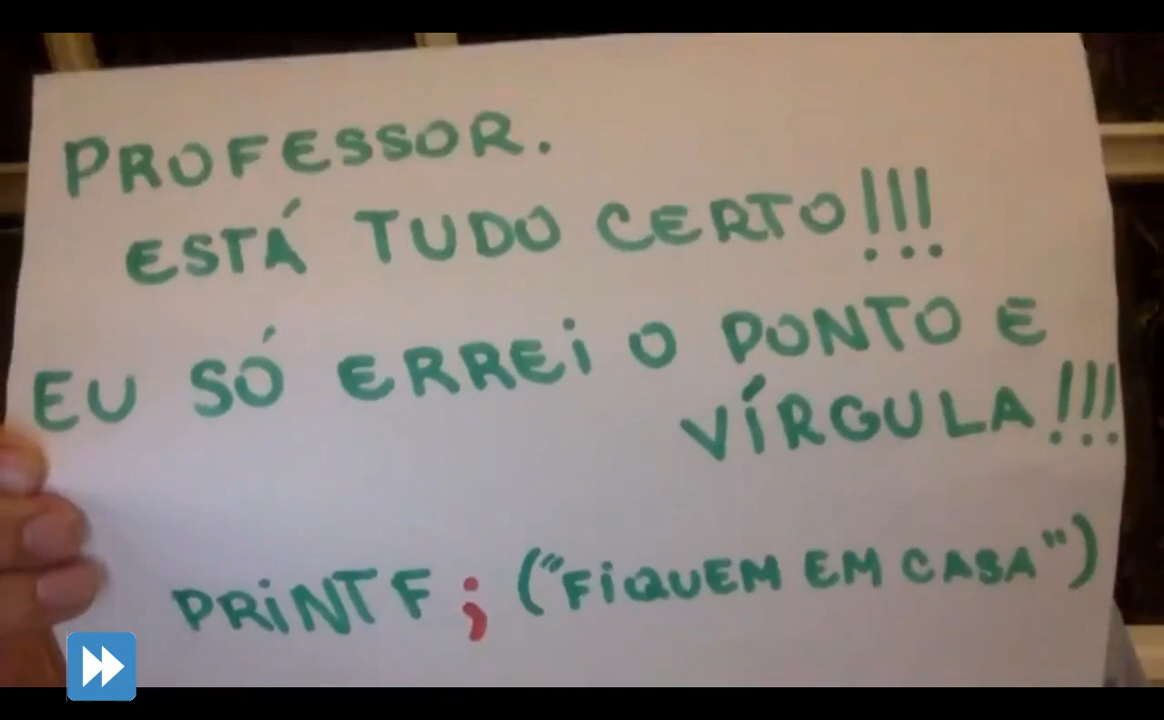 PROFESSOR.
ESTÁ TUDO CERTO!!!
EU SÓ ERREi O PONTO E
VÍRGULA!!!
PRiNTF ; ("FiQUEM EM CASA")